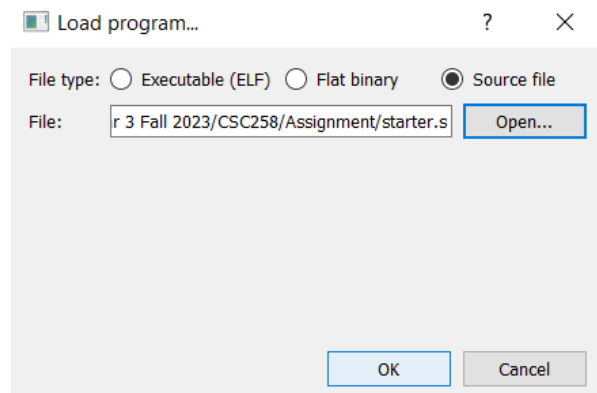 Load program... ?
File type: Executable (ELF) Flat binary Source file
File: r 3 Fall 2023/CSC258/Assignment/starter.s Open...
OK Cancel